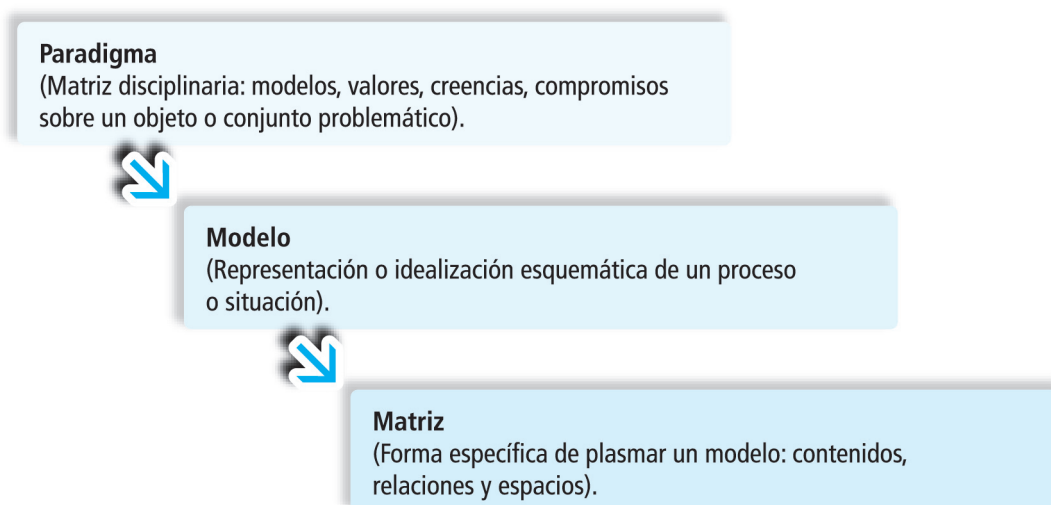 Paradigma
(Matriz disciplinaria: modelos, valores, creencias, compromisos
sobre un objeto o conjunto problemático).
Modelo
(Representación o idealización esquemática de un proceso
o situación).
Matriz
(Forma específica de plasmar un modelo: contenidos,
relaciones y espacios).